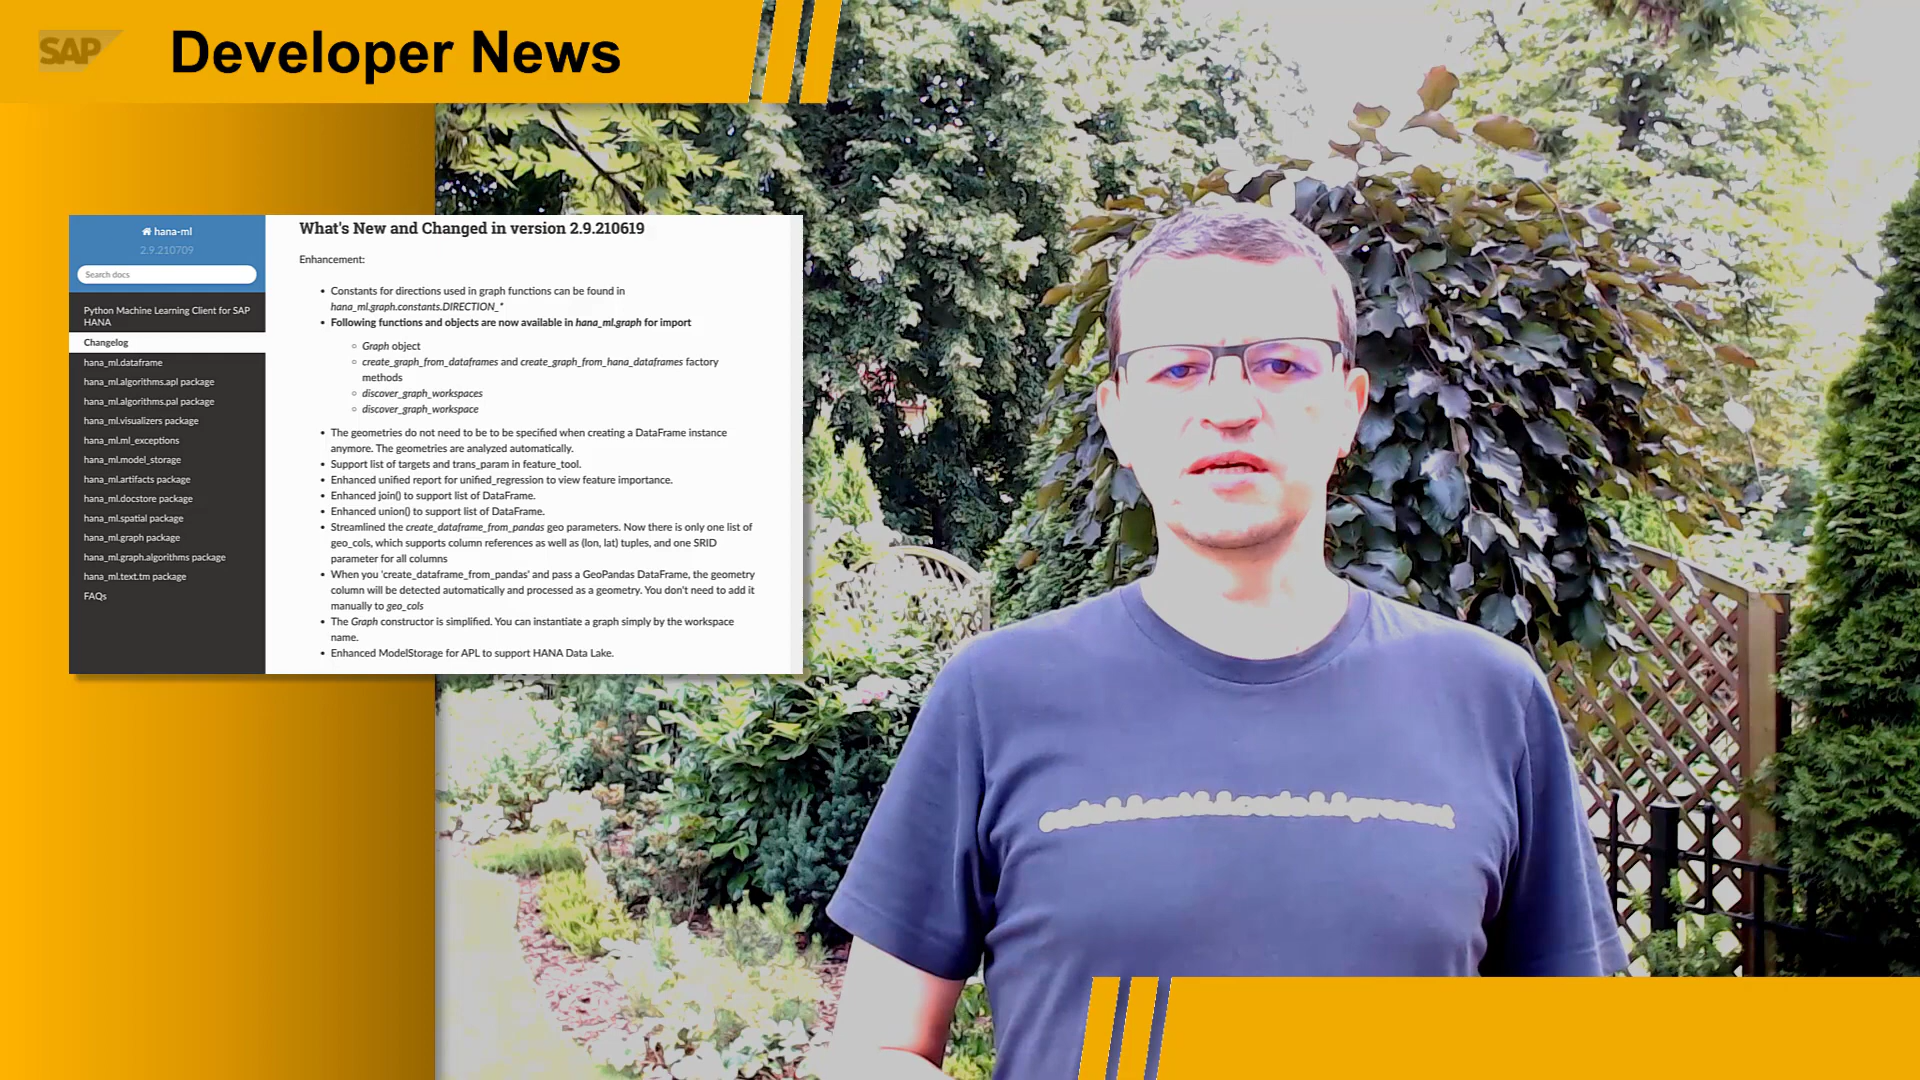 SAP
Developer News
hana-ml
2.9.210709
Search docs
Python Machine Learning Client for SAP
HANA
Changelog
hana_ml.dataframe
hana_ml.algorithms.apl package
hana_ml.algorithms.pal package
hana_ml.visualizers package
hana_ml.ml_exceptions
hana_ml.model_storage
hana_ml.artifacts package
hana_ml.docstore package
hana_ml.spatial package
hana_ml.graph package
hana_ml.graph.algorithms package
hana_ml.text.tm package
FAQs
What's New and Changed in version 2.9.210619
Enhancement:
• Constants for directions used in graph functions can be found in
hana_ml.graph.constants.DIRECTION_*
• Following functions and objects are now available in hana_ml.graph for import
◦ Graph object
◦ create_graph_from_dataframes and create_graph_from_hana_dataframes factory
methods
◦ discover_graph_workspaces
◦ discover_graph_workspace
• The geometries do not need to be to be specified when creating a DataFrame instance
anymore. The geometries are analyzed automatically.
• Support list of targets and trans_param in feature_tool.
• Enhanced unified report for unified_regression to view feature importance.
• Enhanced join() to support list of DataFrame.
• Enhanced union() to support list of DataFrame.
• Streamlined the create_dataframe_from_pandas geo parameters. Now there is only one list of
geo_cols, which supports column references as well as (lon, lat) tuples, and one SRID
parameter for all columns
• When you 'create_dataframe_from_pandas' and pass a GeoPandas DataFrame, the geometry
column will be detected automatically and processed as a geometry. You don't need to add it
manually to geo_cols
• The Graph constructor is simplified. You can instantiate a graph simply by the workspace
name.
• Enhanced ModelStorage for APL to support HANA Data Lake.